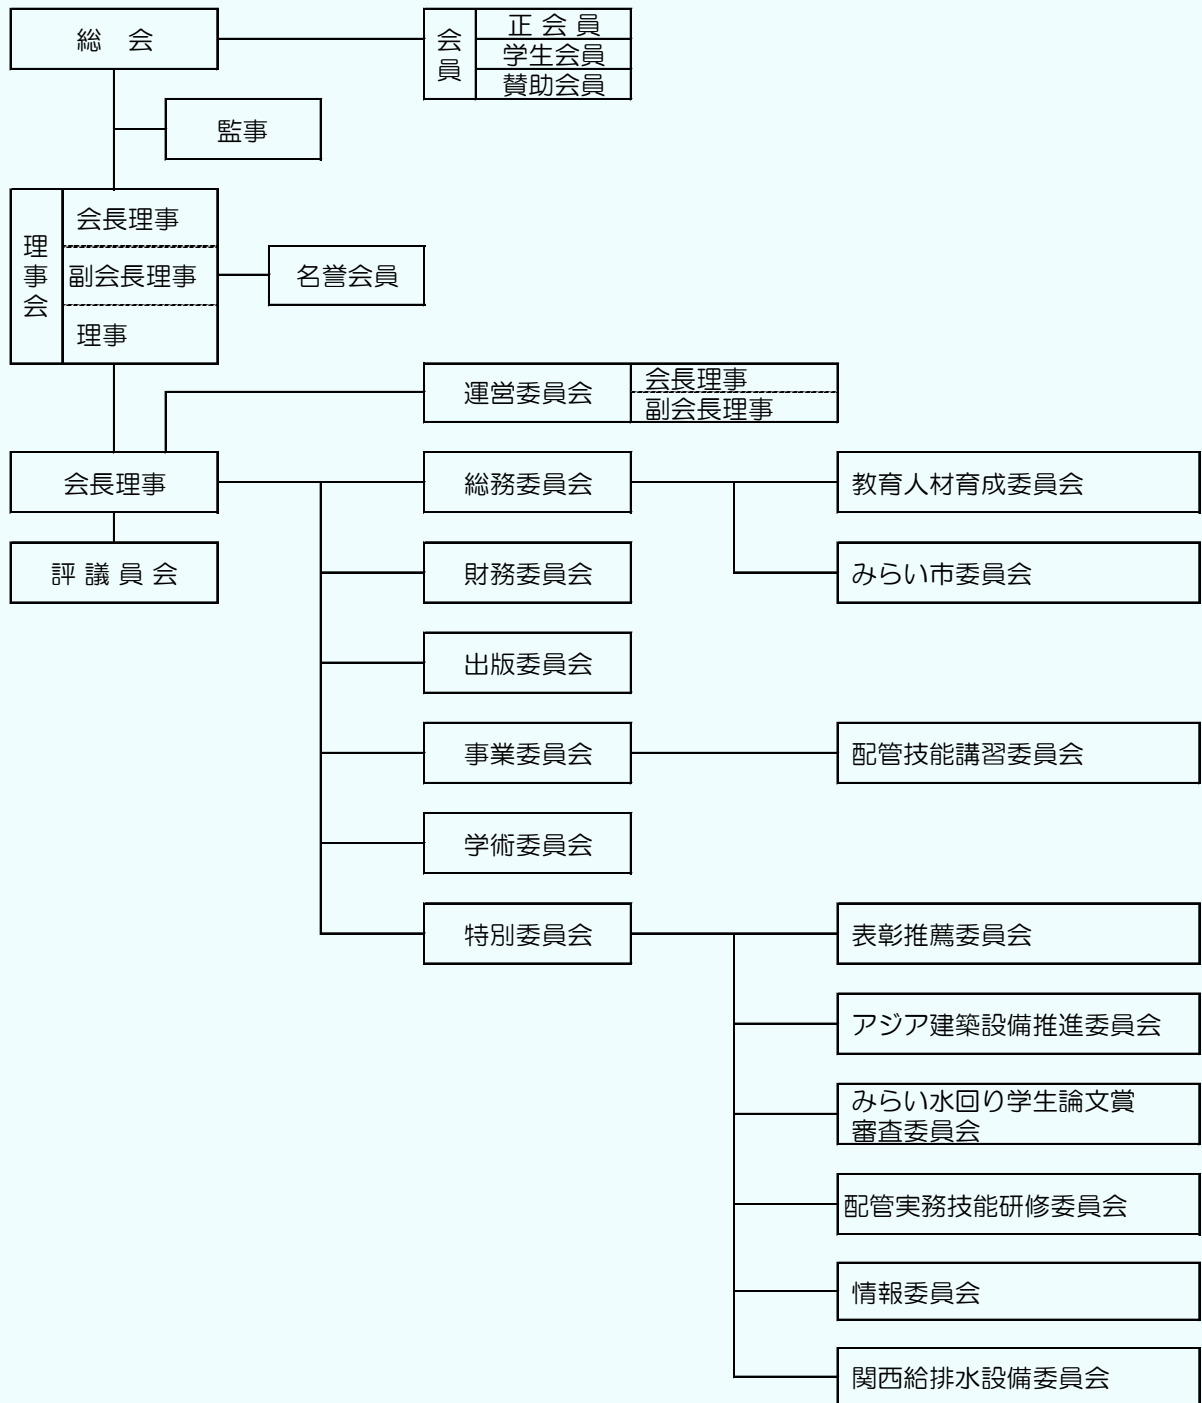 総　会
会員
正 会 員
学生会員
賛助会員
監事
理事会
会長理事
副会長理事
理事
名誉会員
運営委員会
会長理事
副会長理事
会長理事
総務委員会
教育人材育成委員会
評 議 員 会
財務委員会
みらい市委員会
出版委員会
事業委員会
配管技能講習委員会
学術委員会
特別委員会
表彰推薦委員会
アジア建築設備推進委員会
みらい水回り学生論文賞
審査委員会
配管実務技能研修委員会
情報委員会
関西給排水設備委員会